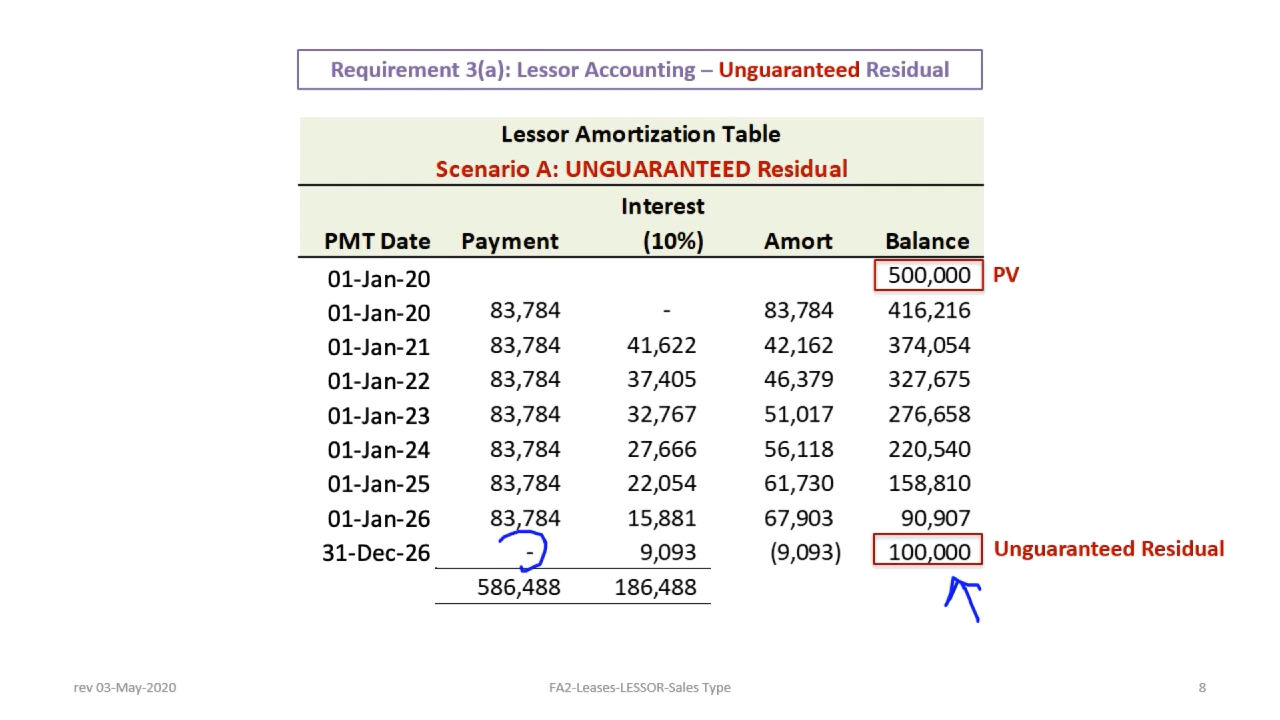 Requirement 3(a): Lessor Accounting – Unguaranteed Residual
Lessor Amortization Table
Scenario A: UNGUARANTEED Residual
Interest
PMT Date Payment (10%) Amort Balance
01-Jan-20 500,000 PV
01-Jan-20 83,784 - 83,784 416,216
01-Jan-21 83,784 41,622 42,162 374,054
01-Jan-22 83,784 37,405 46,379 327,675
01-Jan-23 83,784 32,767 51,017 276,658
01-Jan-24 83,784 27,666 56,118 220,540
01-Jan-25 83,784 22,054 61,730 158,810
01-Jan-26 83,784 15,881 67,903 90,907
31-Dec-26 - 9,093 (9,093) 100,000 Unguaranteed Residual
586,488 186,488
rev 03-May-2020 FA2-Leases-LESSOR-Sales Type 8